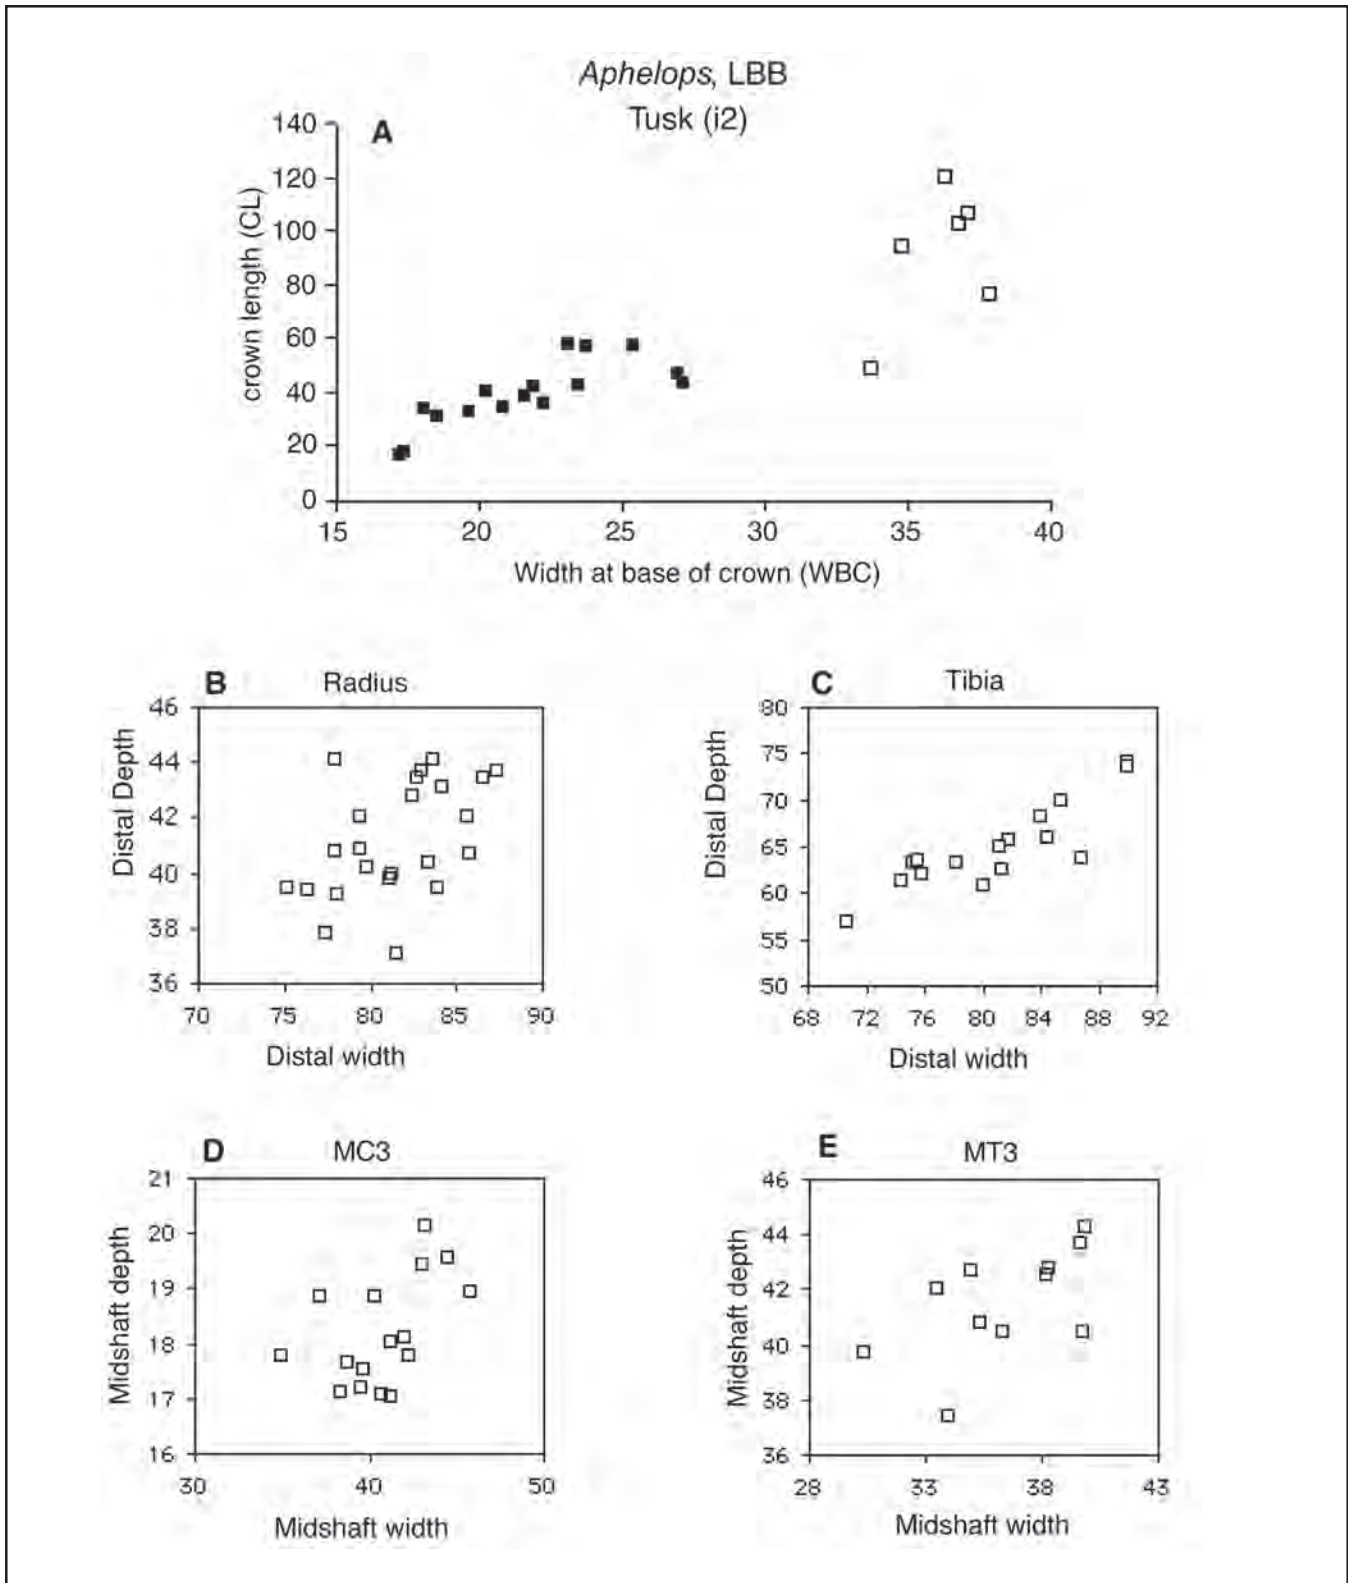 Aphelops, LBB
Tusk (i2)
A
140
120
100
80
60
40
20
0
crown length (CL)
15 20 25 30 35 40
Width at base of crown (WBC)
B Radius
46
44
42
40
38
36
Distal Depth
70 75 80 85 90
Distal width
C Tibia
80
75
70
65
60
55
50
Distal Depth
68 72 76 80 84 88 92
Distal width
D MC3
21
20
19
18
17
16
Midshaft depth
30 40 50
Midshaft width
E MT3
46
44
42
40
38
36
Midshaft depth
28 33 38 43
Midshaft width